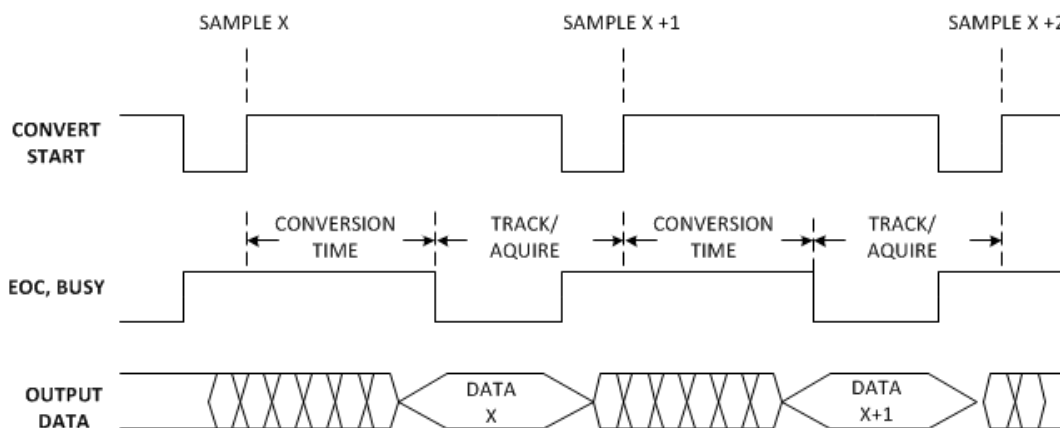 SAMPLE X SAMPLE X +1 SAMPLE X +2
CONVERT
START
CONVERSION
TIME
TRACK/
AQUIRE
CONVERSION
TIME
TRACK/
AQUIRE
EOC, BUSY
OUTPUT
DATA
DATA
X
DATA
X+1